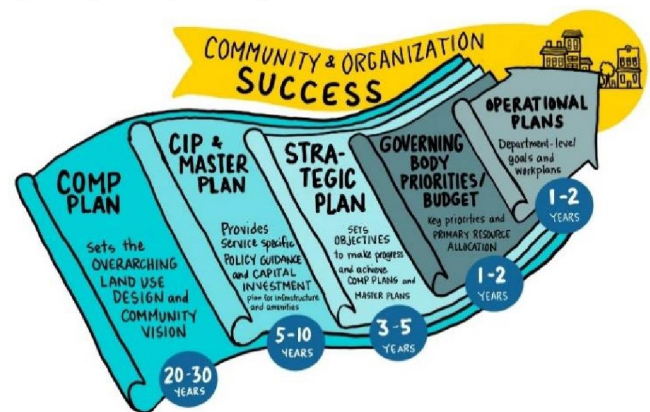 COMMUNITY & ORGANIZATION
SUCCESS
COMP
PLAN
Sets the
OVERARCHING
LAND USE
DESIGN and
COMMUNITY
VISION
20-30
YEARS
CIP &
MASTER
PLAN
Provides
Service specific
POLICY GUIDANCE
and CAPITAL
INVESTMENT
plan for infrastructure
and amenities
5-10
YEARS
STRA-
TEGIC
PLAN
SETS
OBJECTIVES
to make progress
and achieve
COMP PLANS and
MASTER PLANS
3-5
YEARS
GOVERNING
BODY
PRIORITIES/
BUDGET
Key priorities and
PRIMARY RESOURCE
ALLOCATION
1-2
YEARS
OPERATIONAL
PLANS
Department-level
goals and
workplans
1-2
YEARS